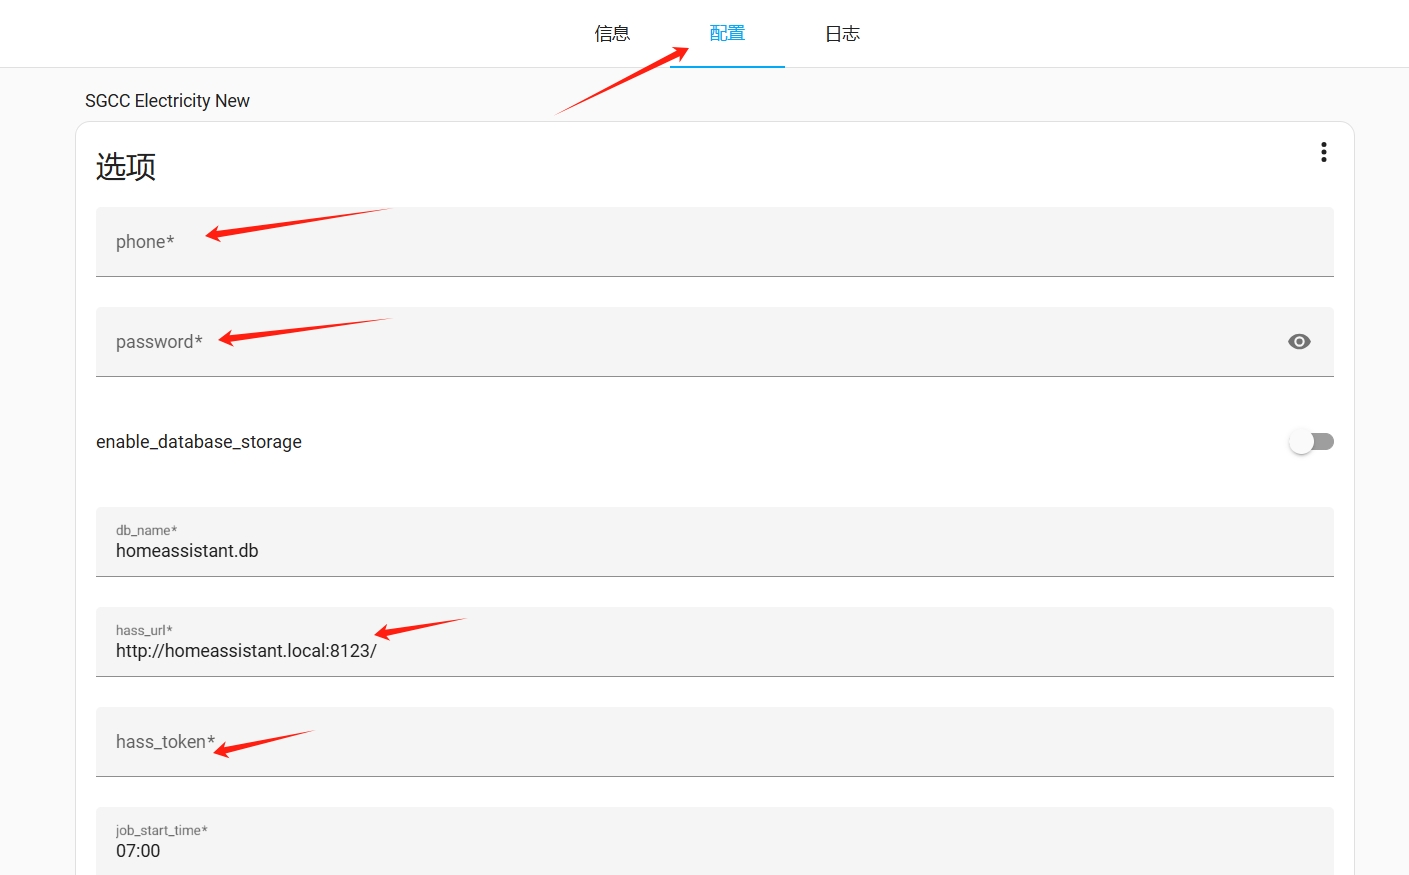 信息 配置 日志
SGCC Electricity New
选项
phone*
password*
enable_database_storage
db_name*
homeassistant.db
hass_url*
http://homeassistant.local:8123/
hass_token*
job_start_time*
07:00